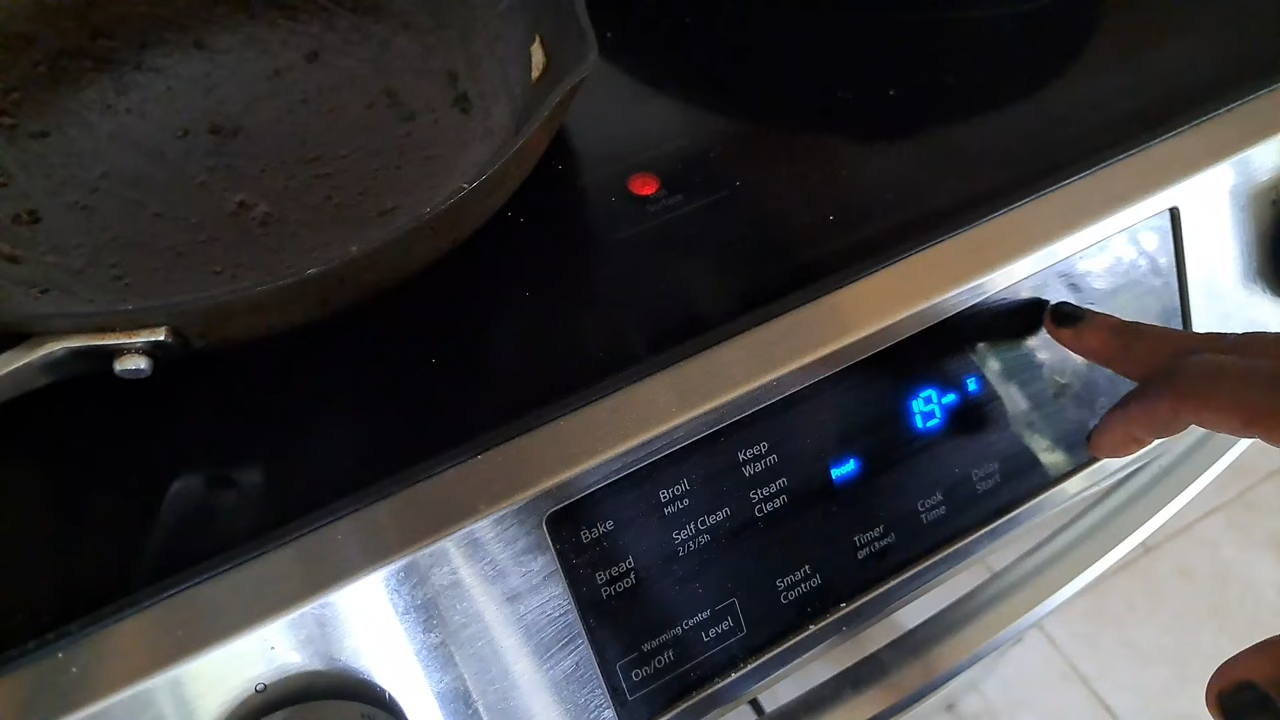 Surface
19-
Proof
Keep
Warm
Broil
Hi/Lo
Steam
Clean
Bake
Self Clean
2/3/5h
Bread
Proof
Delay
Start
Cook
Time
Timer
Off (3sec)
Smart
Control
Warming Center
On/Off
Level